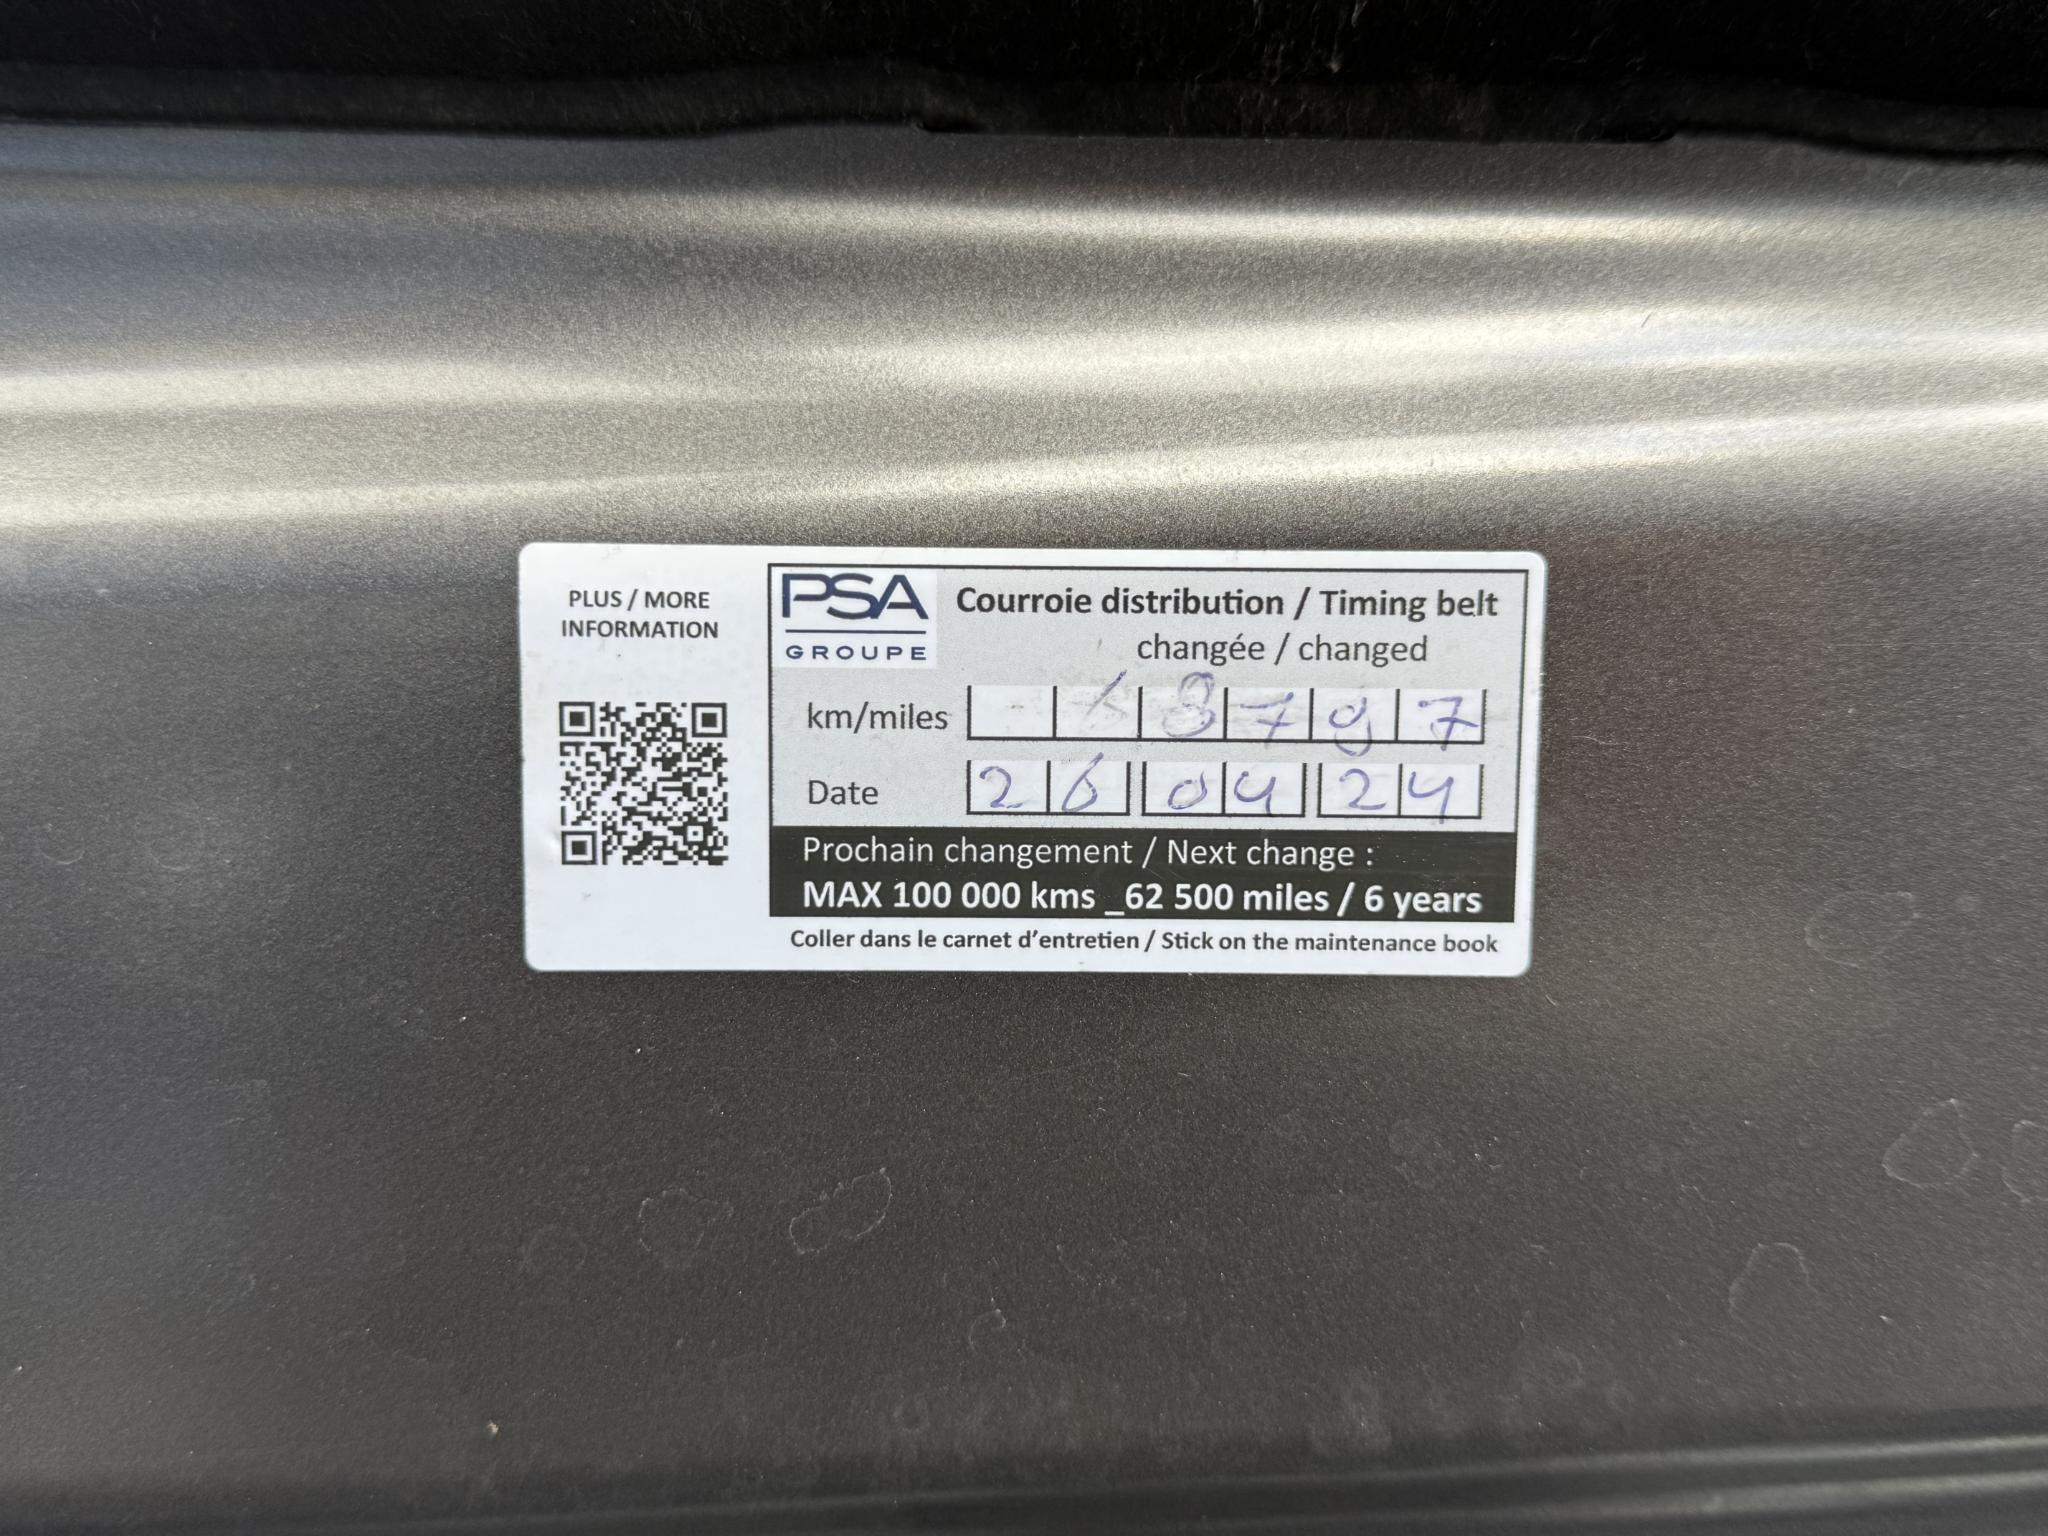 PLUS / MORE
INFORMATION
PSA
GROUPE
Courroie distribution / Timing belt
changée / changed
km/miles
Date 26 04 24
Prochain changement / Next change :
MAX 100 000 kms _62 500 miles / 6 years
Coller dans le carnet d'entretien / Stick on the maintenance book